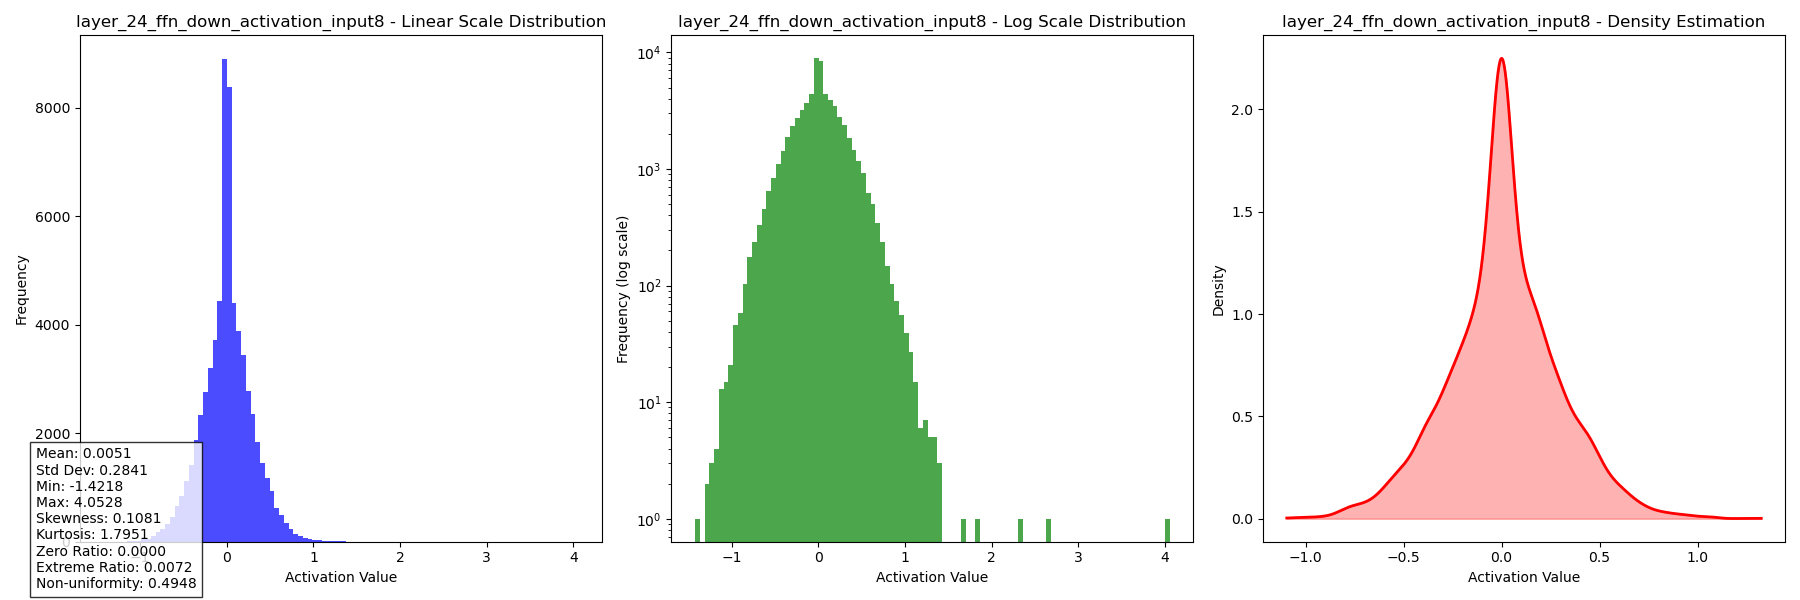 layer_24_ffn_down_activation_input8 - Linear Scale Distribution
Frequency
8000
6000
4000
2000
0
Mean: 0.0051
Std Dev: 0.2841
Min: -1.4218
Max: 4.0528
Skewness: 0.1081
Kurtosis: 1.7951
Zero Ratio: 0.0000
Extreme Ratio: 0.0072
Non-uniformity: 0.4948
0 1 2 3 4
Activation Value
layer_24_ffn_down_activation_input8 - Log Scale Distribution
Frequency (log scale)
10⁴
10³
10²
10¹
10⁰
−1 0 1 2 3 4
Activation Value
layer_24_ffn_down_activation_input8 - Density Estimation
Density
2.0
1.5
1.0
0.5
0.0
−1.0 −0.5 0.0 0.5 1.0
Activation Value